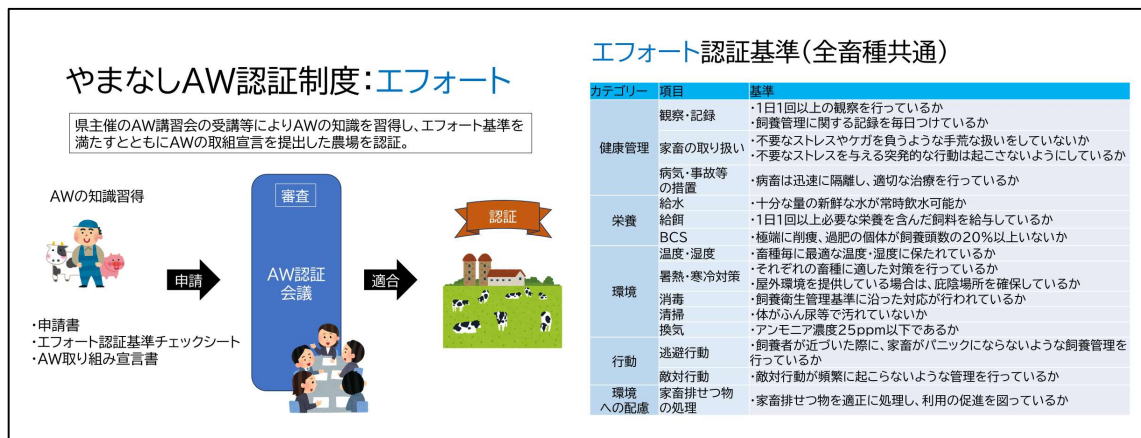 やまなしAW認証制度：エフォート
県主催のAW講習会の受講等によりAWの知識を習得し、エフォート基準を
満たすとともにAWの取組宣言を提出した農場を認証。
AWの知識習得
申請
審査
AW認証
会議
適合
認証
・申請書
・エフォート認証基準チェックシート
・AW取り組み宣言書
エフォート認証基準（全畜種共通）
カテゴリー 項目 基準
健康管理 観察・記録 ・1日1回以上の観察を行っているか
・飼養管理に関する記録を毎日つけているか
家畜の取り扱い ・不要なストレスやケガを負うような手荒な扱いをしていないか
・不要なストレスを与える突発的な行動は起こさないようにしているか
病気・事故等
の措置 ・病畜は迅速に隔離し、適切な治療を行っているか
栄養 給水 ・十分な量の新鮮な水が常時飲水可能か
給餌 ・1日1回以上必要な栄養を含んだ飼料を給与しているか
BCS ・極端に削痩、過肥の個体が飼養頭数の20%以上いないか
環境 温度・湿度 ・畜種毎に最適な温度・湿度に保たれているか
暑熱・寒冷対策 ・それぞれの畜種に適した対策を行っているか
・屋外環境を提供している場合は、庇陰場所を確保しているか
消毒 ・飼養衛生管理基準に沿った対応が行われているか
清掃 ・体がふん尿等で汚れていないか
換気 ・アンモニア濃度25ppm以下であるか
行動 逃避行動 ・飼養者が近づいた際に、家畜がパニックにならないような飼養管理を
行っているか
敵対行動 ・敵対行動が頻繁に起こらないような管理を行っているか
環境
への配慮 家畜排せつ物
の処理 ・家畜排せつ物を適正に処理し、利用の促進を図っているか